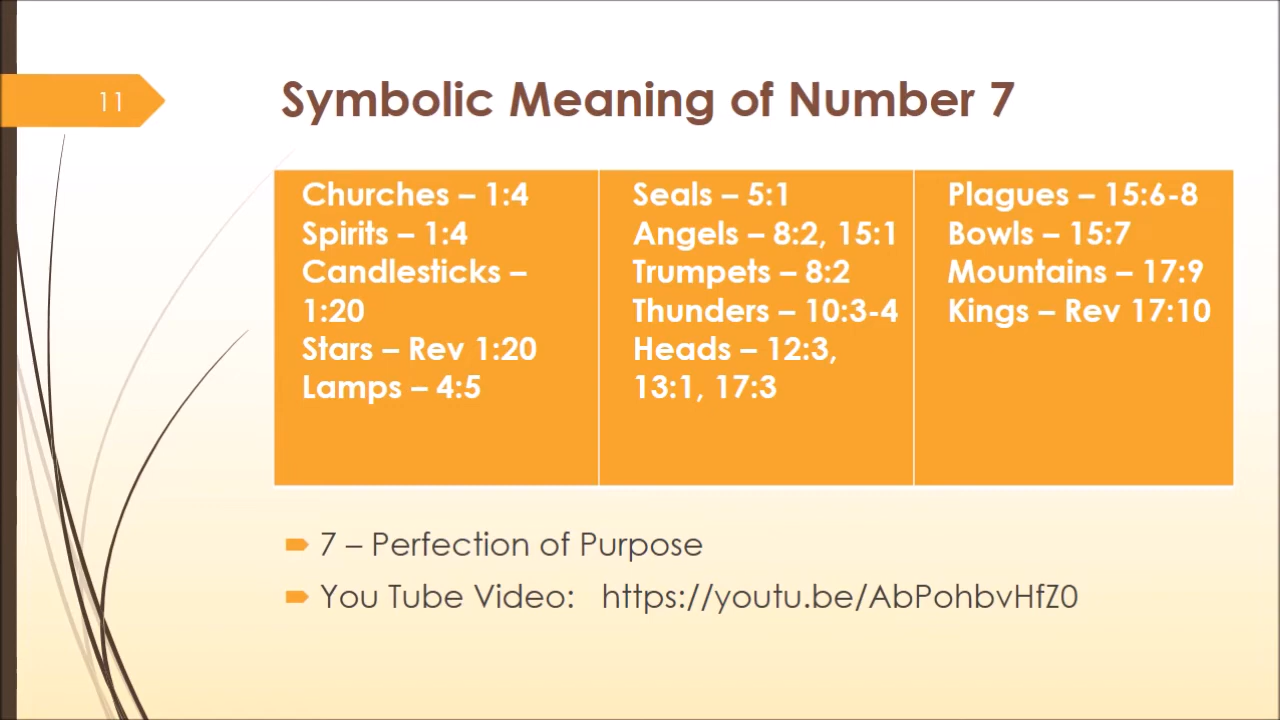 11
Symbolic Meaning of Number 7
Churches – 1:4
Spirits – 1:4
Candlesticks –
1:20
Stars – Rev 1:20
Lamps – 4:5
Seals – 5:1
Angels – 8:2, 15:1
Trumpets – 8:2
Thunders – 10:3-4
Heads – 12:3,
13:1, 17:3
Plagues – 15:6-8
Bowls – 15:7
Mountains – 17:9
Kings – Rev 17:10
7 – Perfection of Purpose
You Tube Video: https://youtu.be/AbPohbvHfZ0